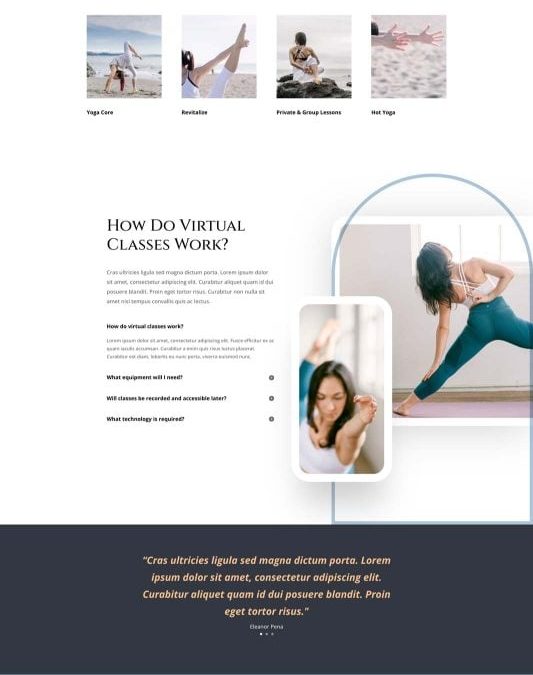 Yoga Core
Revitalize
Private & Group Lessons
Hot Yoga
How Do Virtual
Classes Work?
Cras ultricies ligula sed magna dictum porta. Lorem ipsum dolor
sit amet, consectetur adipiscing elit. Curabitur aliquet quam id dui
posuere blandit. Proin eget tortor risus. Curabitur non nulla sit
amet nisl tempus convallis quis ac lectus.
How do virtual classes work?
Lorem ipsum dolor sit amet, consectetur adipiscing elit. Fusce efficitur ex ac
quam iaculis accumsan. Curabitur a enim quis risus luctus placerat.
Curabitur est diam, lobortis eu nunc porta, viverra euismod nunc.
What equipment will I need?
Will classes be recorded and accessible later?
What technology is required?
"Cras ultricies ligula sed magna dictum porta. Lorem
ipsum dolor sit amet, consectetur adipiscing elit.
Curabitur aliquet quam id dui posuere blandit. Proin
eget tortor risus."
Eleanor Pena